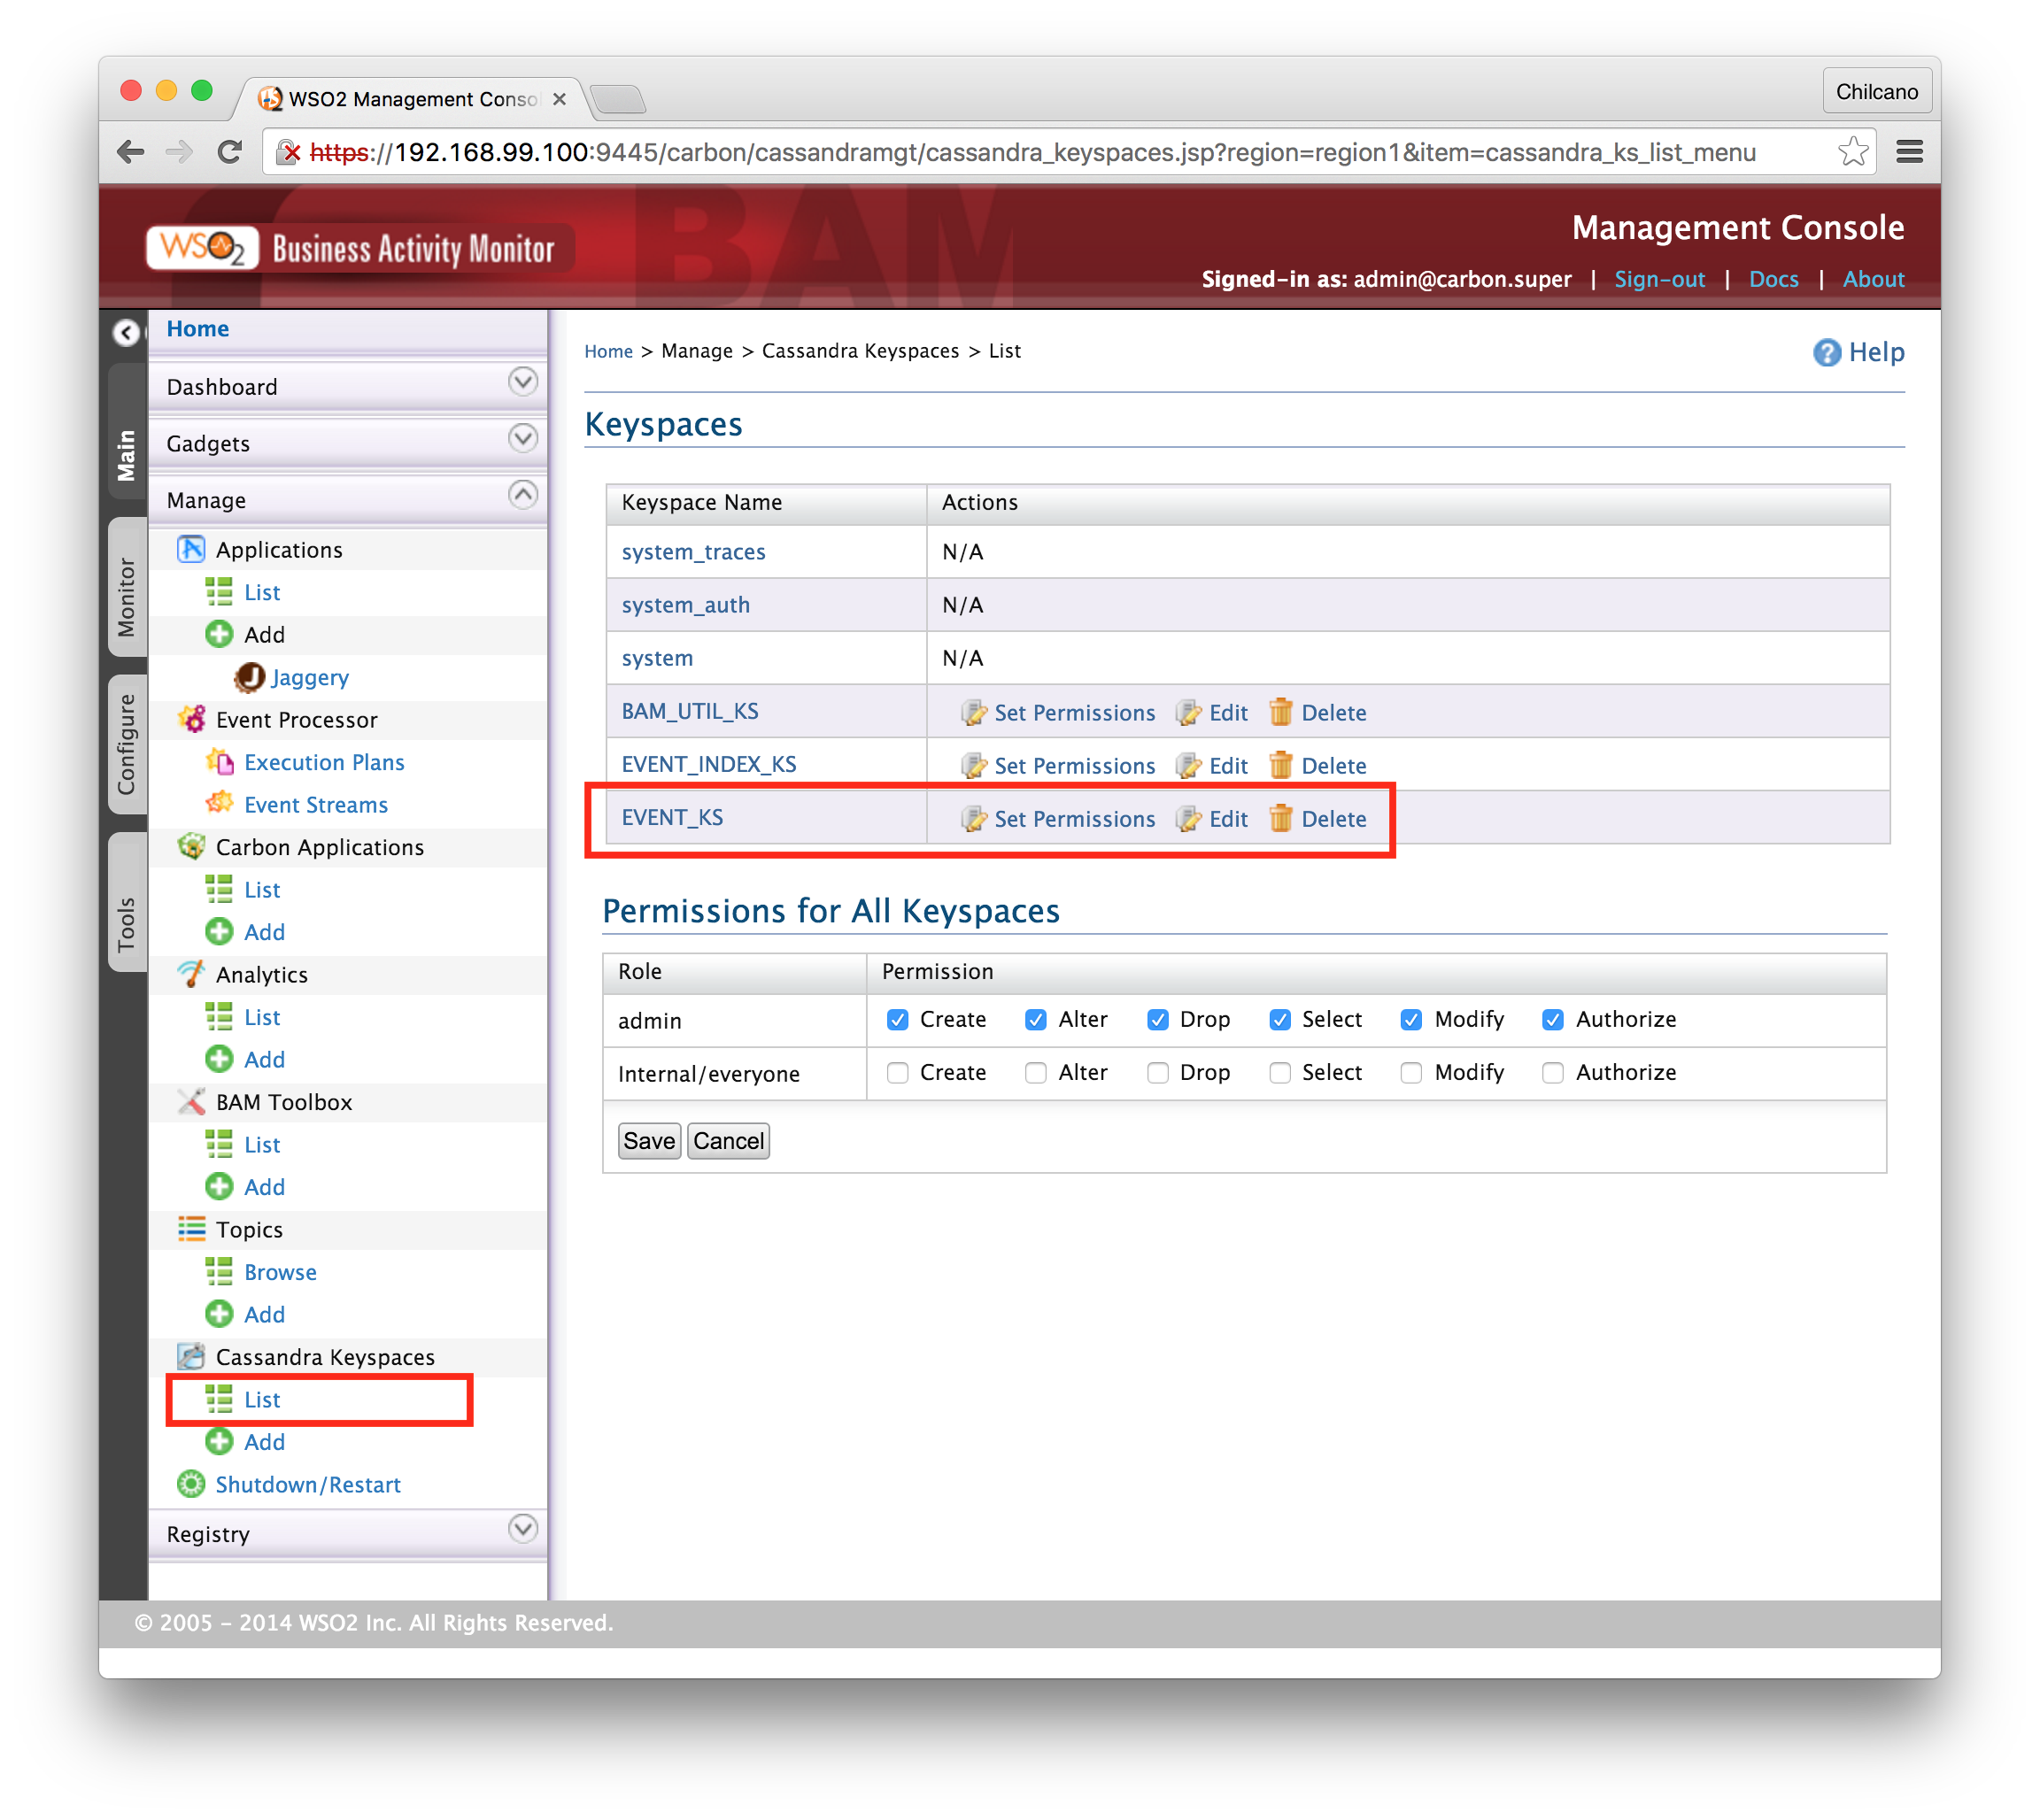 WSO2 Management Conso
Chilcano
https://192.168.99.100:9445/carbon/cassandramgt/cassandra_keyspaces.jsp?region=region1&item=cassandra_ks_list_menu
BAM
WSO2 Business Activity Monitor
Management Console
Signed-in as: admin@carbon.super | Sign-out | Docs | About
Main
Monitor
Configure
Tools
Home
Dashboard
Gadgets
Manage
Applications
List
Add
Jaggery
Event Processor
Execution Plans
Event Streams
Carbon Applications
List
Add
Analytics
List
Add
BAM Toolbox
List
Add
Topics
Browse
Add
Cassandra Keyspaces
List
Add
Shutdown/Restart
Registry
Home > Manage > Cassandra Keyspaces > List
Help
Keyspaces
Keyspace Name Actions
system_traces N/A
system_auth N/A
system N/A
BAM_UTIL_KS Set Permissions Edit Delete
EVENT_INDEX_KS Set Permissions Edit Delete
EVENT_KS Set Permissions Edit Delete
Permissions for All Keyspaces
Role Permission
admin Create Alter Drop Select Modify Authorize
Internal/everyone Create Alter Drop Select Modify Authorize
Save Cancel
© 2005 - 2014 WSO2 Inc. All Rights Reserved.